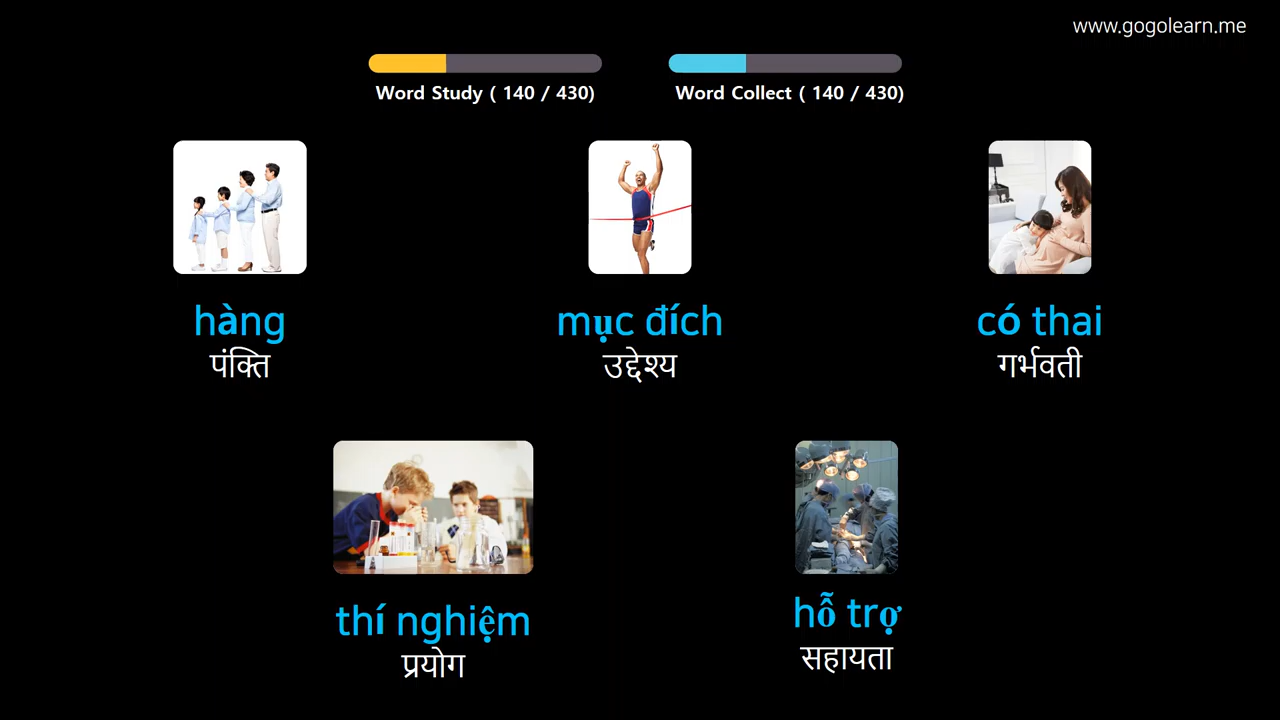 www.gogolearn.me
Word Study ( 140 / 430)
Word Collect ( 140 / 430)
hàng
पंक्ति
mục đích
उद्देश्य
có thai
गर्भवती
thí nghiệm
प्रयोग
hỗ trợ
सहायता